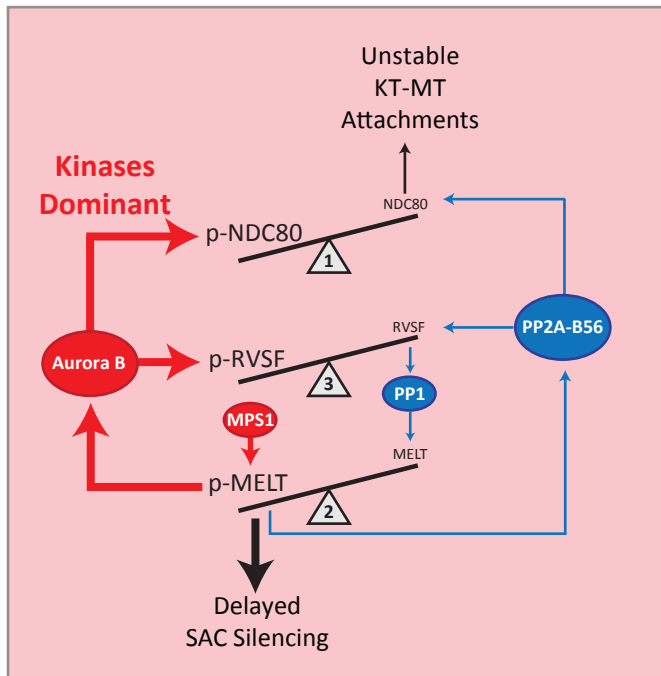 Unstable
KT-MT
Attachments
Kinases
Dominant
NDC80
p-NDC80
1
PP2A-B56
RVSF
p-RVSF
Aurora B
3
PP1
MPS1
MELT
p-MELT
2
Delayed
SAC Silencing